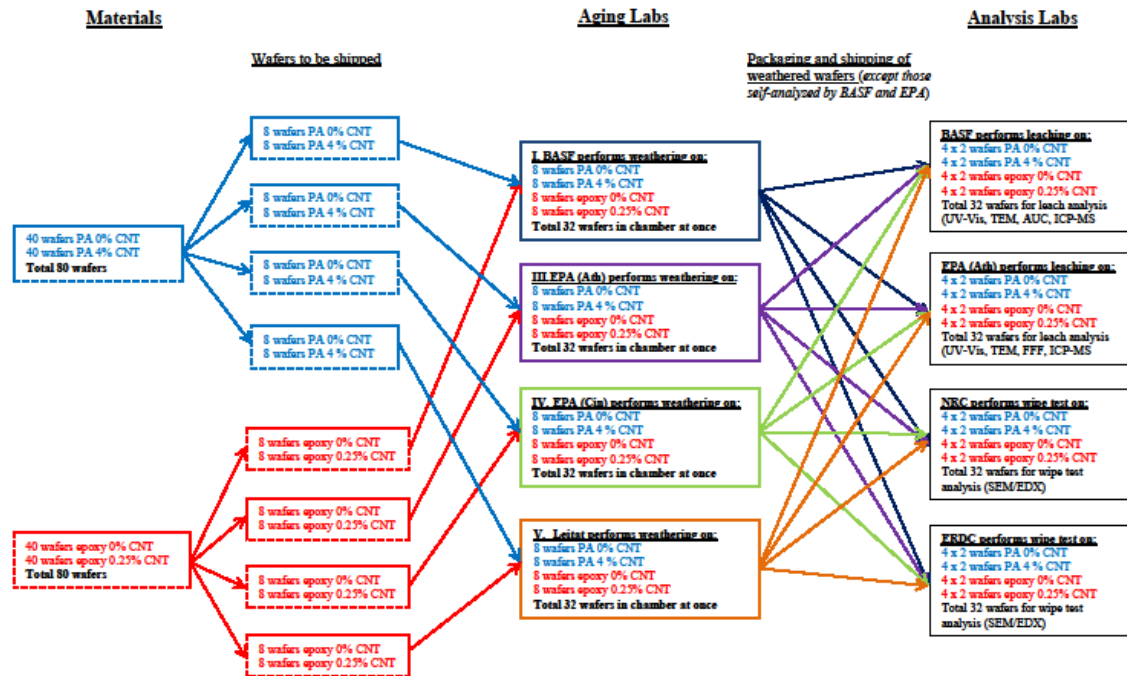 Materials
Aging Labs
Analysis Labs
Wafers to be shipped
Packaging and shipping of
weathered wafers (except those
self-analyzed by BASF and EPA)
40 wafers PA 0% CNT
40 wafers PA 4% CNT
Total 80 wafers
40 wafers epoxy 0% CNT
40 wafers epoxy 0.25% CNT
Total 80 wafers
8 wafers PA 0% CNT
8 wafers PA 4 % CNT
8 wafers PA 0% CNT
8 wafers PA 4 % CNT
8 wafers PA 0% CNT
8 wafers PA 4 % CNT
8 wafers PA 0% CNT
8 wafers PA 4 % CNT
8 wafers epoxy 0% CNT
8 wafers epoxy 0.25% CNT
8 wafers epoxy 0% CNT
8 wafers epoxy 0.25% CNT
8 wafers epoxy 0% CNT
8 wafers epoxy 0.25% CNT
8 wafers epoxy 0% CNT
8 wafers epoxy 0.25% CNT
I. BASF performs weathering on:
8 wafers PA 0% CNT
8 wafers PA 4 % CNT
8 wafers epoxy 0% CNT
8 wafers epoxy 0.25% CNT
Total 32 wafers in chamber at once
III.EPA (Ath) performs weathering on:
8 wafers PA 0% CNT
8 wafers PA 4 % CNT
8 wafers epoxy 0% CNT
8 wafers epoxy 0.25% CNT
Total 32 wafers in chamber at once
IV. EPA (Cin) performs weathering on:
8 wafers PA 0% CNT
8 wafers PA 4 % CNT
8 wafers epoxy 0% CNT
8 wafers epoxy 0.25% CNT
Total 32 wafers in chamber at once
V. Leitat performs weathering on:
8 wafers PA 0% CNT
8 wafers PA 4 % CNT
8 wafers epoxy 0% CNT
8 wafers epoxy 0.25% CNT
Total 32 wafers in chamber at once
BASF performs leaching on:
4 x 2 wafers PA 0% CNT
4 x 2 wafers PA 4 % CNT
4 x 2 wafers epoxy 0% CNT
4 x 2 wafers epoxy 0.25% CNT
Total 32 wafers for leach analysis
(UV-Vis, TEM, AUC, ICP-MS
EPA (Ath) performs leaching on:
4 x 2 wafers PA 0% CNT
4 x 2 wafers PA 4 % CNT
4 x 2 wafers epoxy 0% CNT
4 x 2 wafers epoxy 0.25% CNT
Total 32 wafers for leach analysis
(UV-Vis, TEM, FFF, ICP-MS
NRC performs wipe test on:
4 x 2 wafers PA 0% CNT
4 x 2 wafers PA 4 % CNT
4 x 2 wafers epoxy 0% CNT
4 x 2 wafers epoxy 0.25% CNT
Total 32 wafers for wipe test
analysis (SEM/EDX)
ERDC performs wipe test on:
4 x 2 wafers PA 0% CNT
4 x 2 wafers PA 4 % CNT
4 x 2 wafers epoxy 0% CNT
4 x 2 wafers epoxy 0.25% CNT
Total 32 wafers for wipe test
analysis (SEM/EDX)